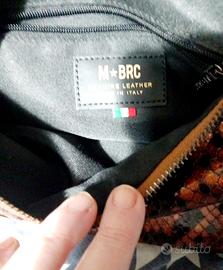 M★BRC
GENUINE LEATHER
MADE IN ITALY
subito